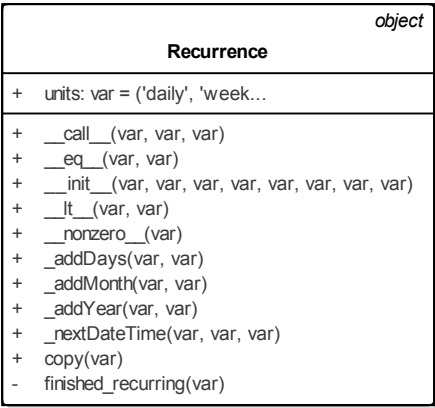 object
Recurrence
+ units: var = ('daily', 'week...
+ __call__(var, var, var)
+ __eq__(var, var)
+ __init__(var, var, var, var, var, var, var, var)
+ __lt__(var, var)
+ __nonzero__(var)
+ _addDays(var, var)
+ _addMonth(var, var)
+ _addYear(var, var)
+ _nextDateTime(var, var, var)
+ copy(var)
- finished_recurring(var)